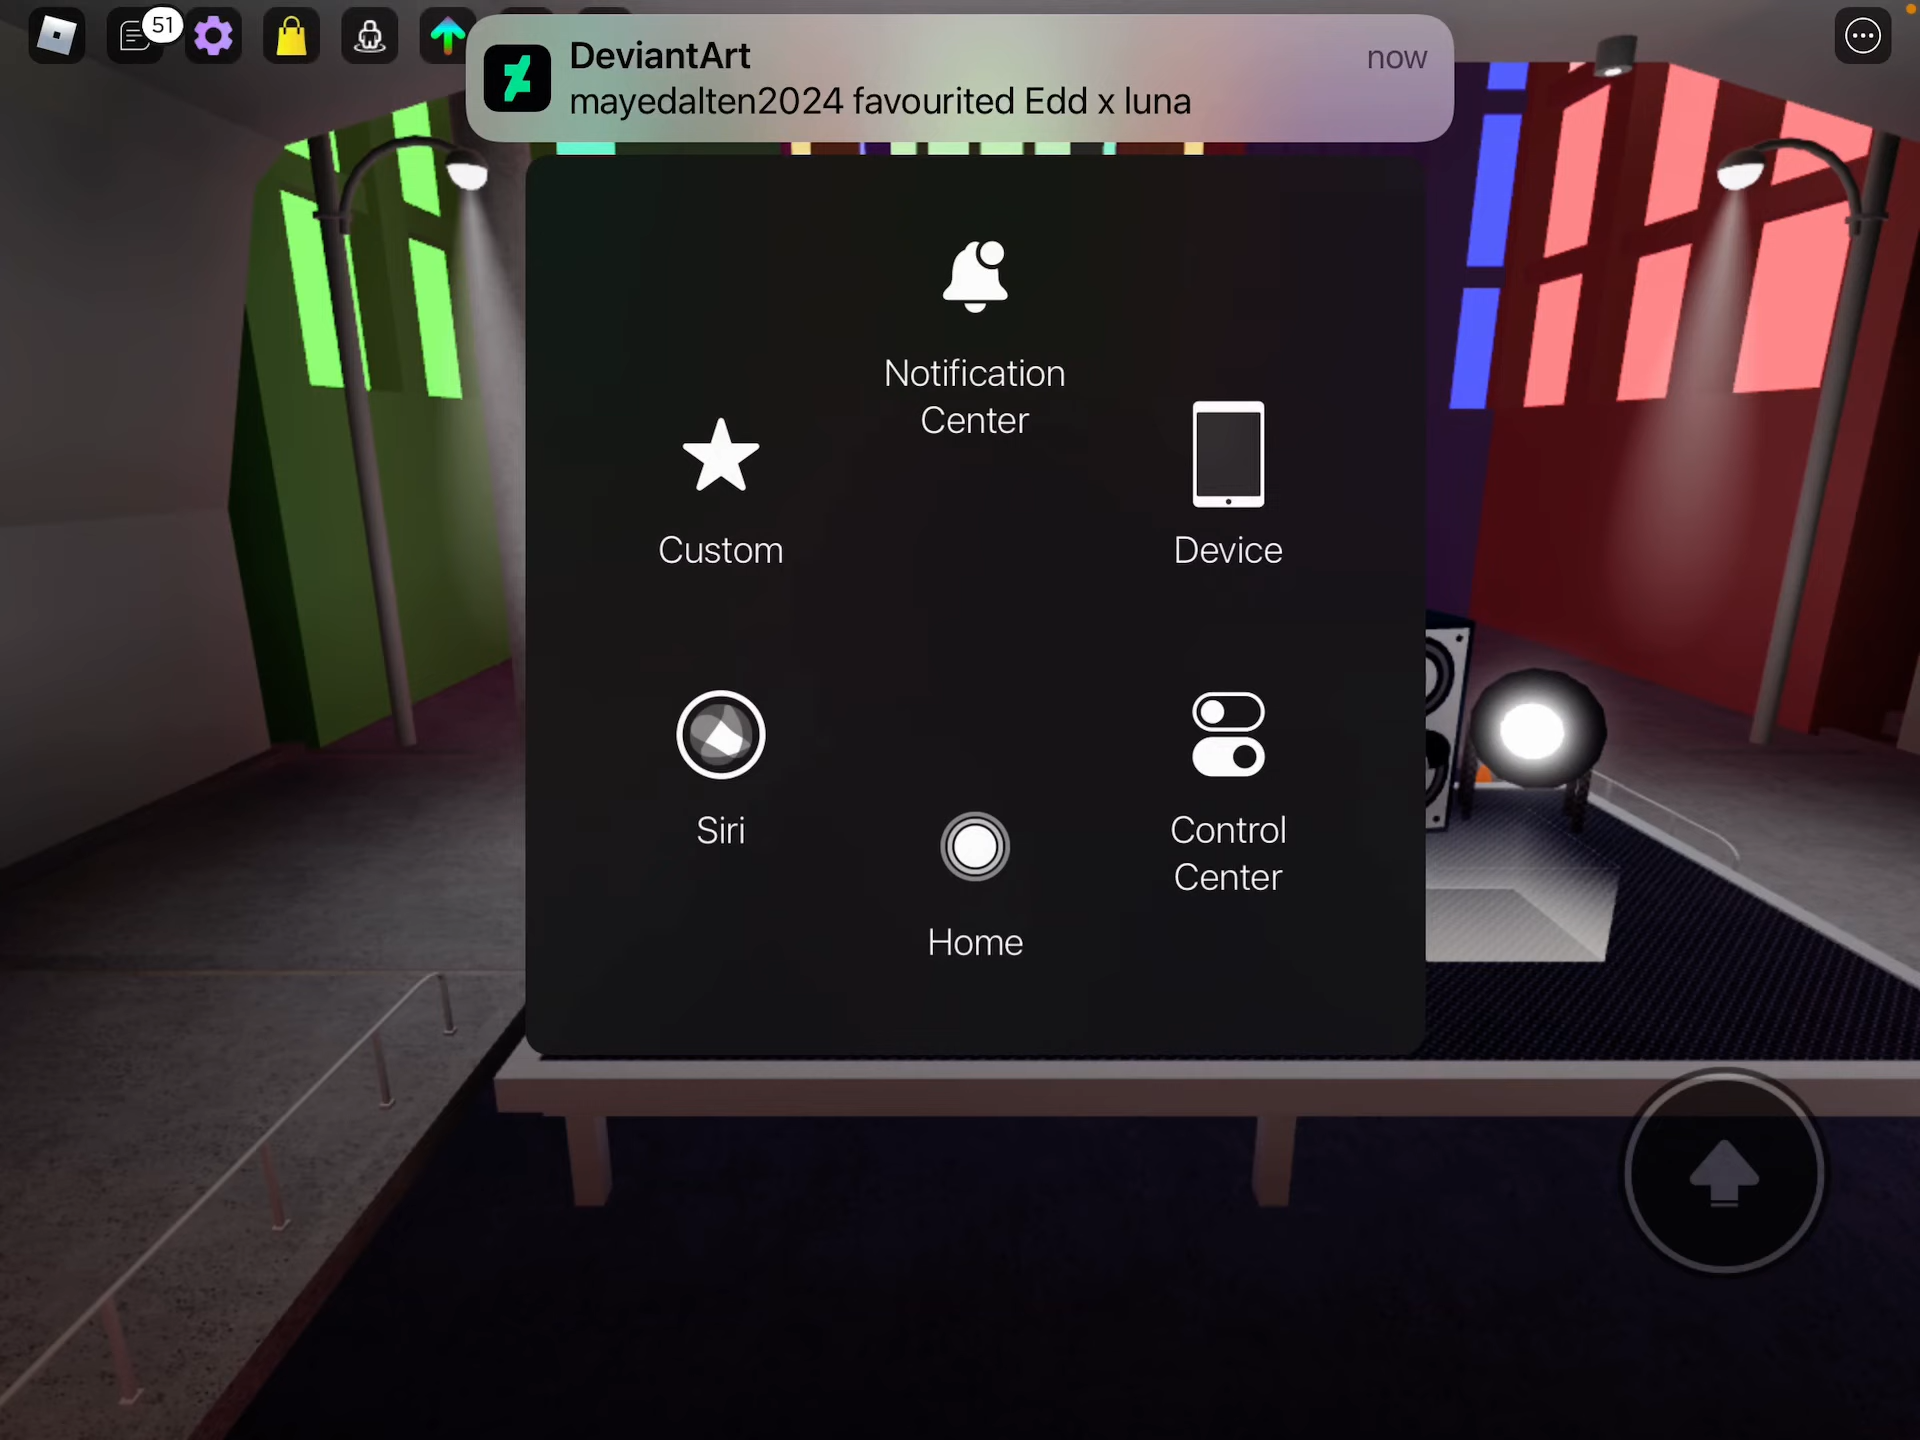 51
DeviantArt
now
mayedalten2024 favourited Edd x luna
Notification
Center
Custom
Device
Siri
Control
Center
Home